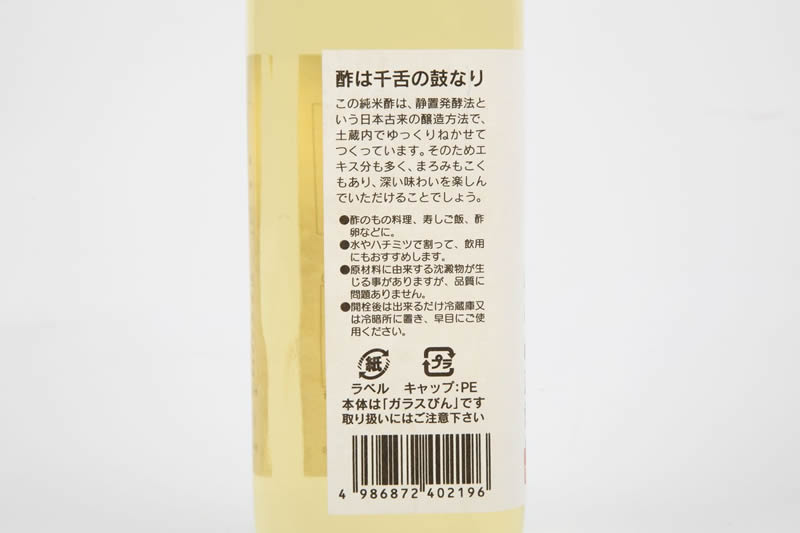 酢は千舌の鼓なり
この純米酢は、静置発酵法と
いう日本古来の醸造方法で、
土蔵内でゆっくりねかせて
つくっています。そのためエ
キス分も多く、まろみもこく
もあり、深い味わいを楽しん
でいただけることでしょう。
●酢のもの料理、寿しご飯、酢
卵などに。
●水やハチミツで割って、飲用
にもおすすめします。
●原材料に由来する沈澱物が生
じる事がありますが、品質に
問題ありません。
●開栓後は出来るだけ冷蔵庫又
は冷暗所に置き、早目にご使
用ください。
紙 プラ
ラベル キャップ:PE
本体は「ガラスびん」です
取り扱いにはご注意下さい
4 986872 402196